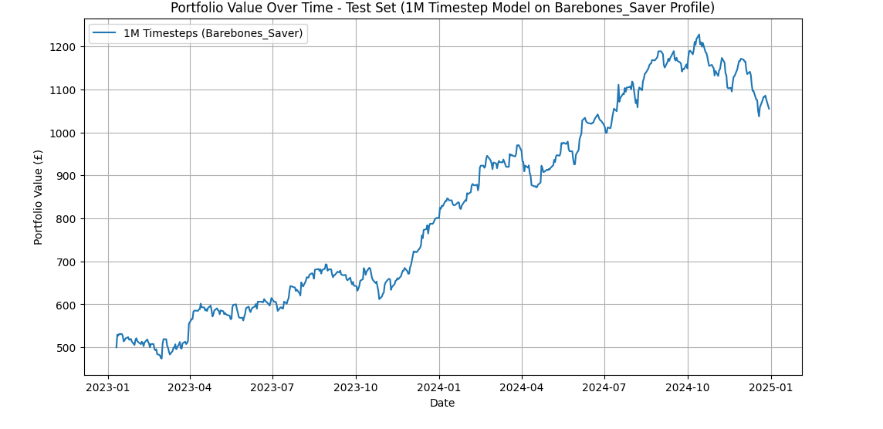 Portfolio Value Over Time - Test Set (1M Timestep Model on Barebones_Saver Profile)
1M Timesteps (Barebones_Saver)
Portfolio Value (£)
1200
1100
1000
900
800
700
600
500
2023-01 2023-04 2023-07 2023-10 2024-01 2024-04 2024-07 2024-10 2025-01
Date